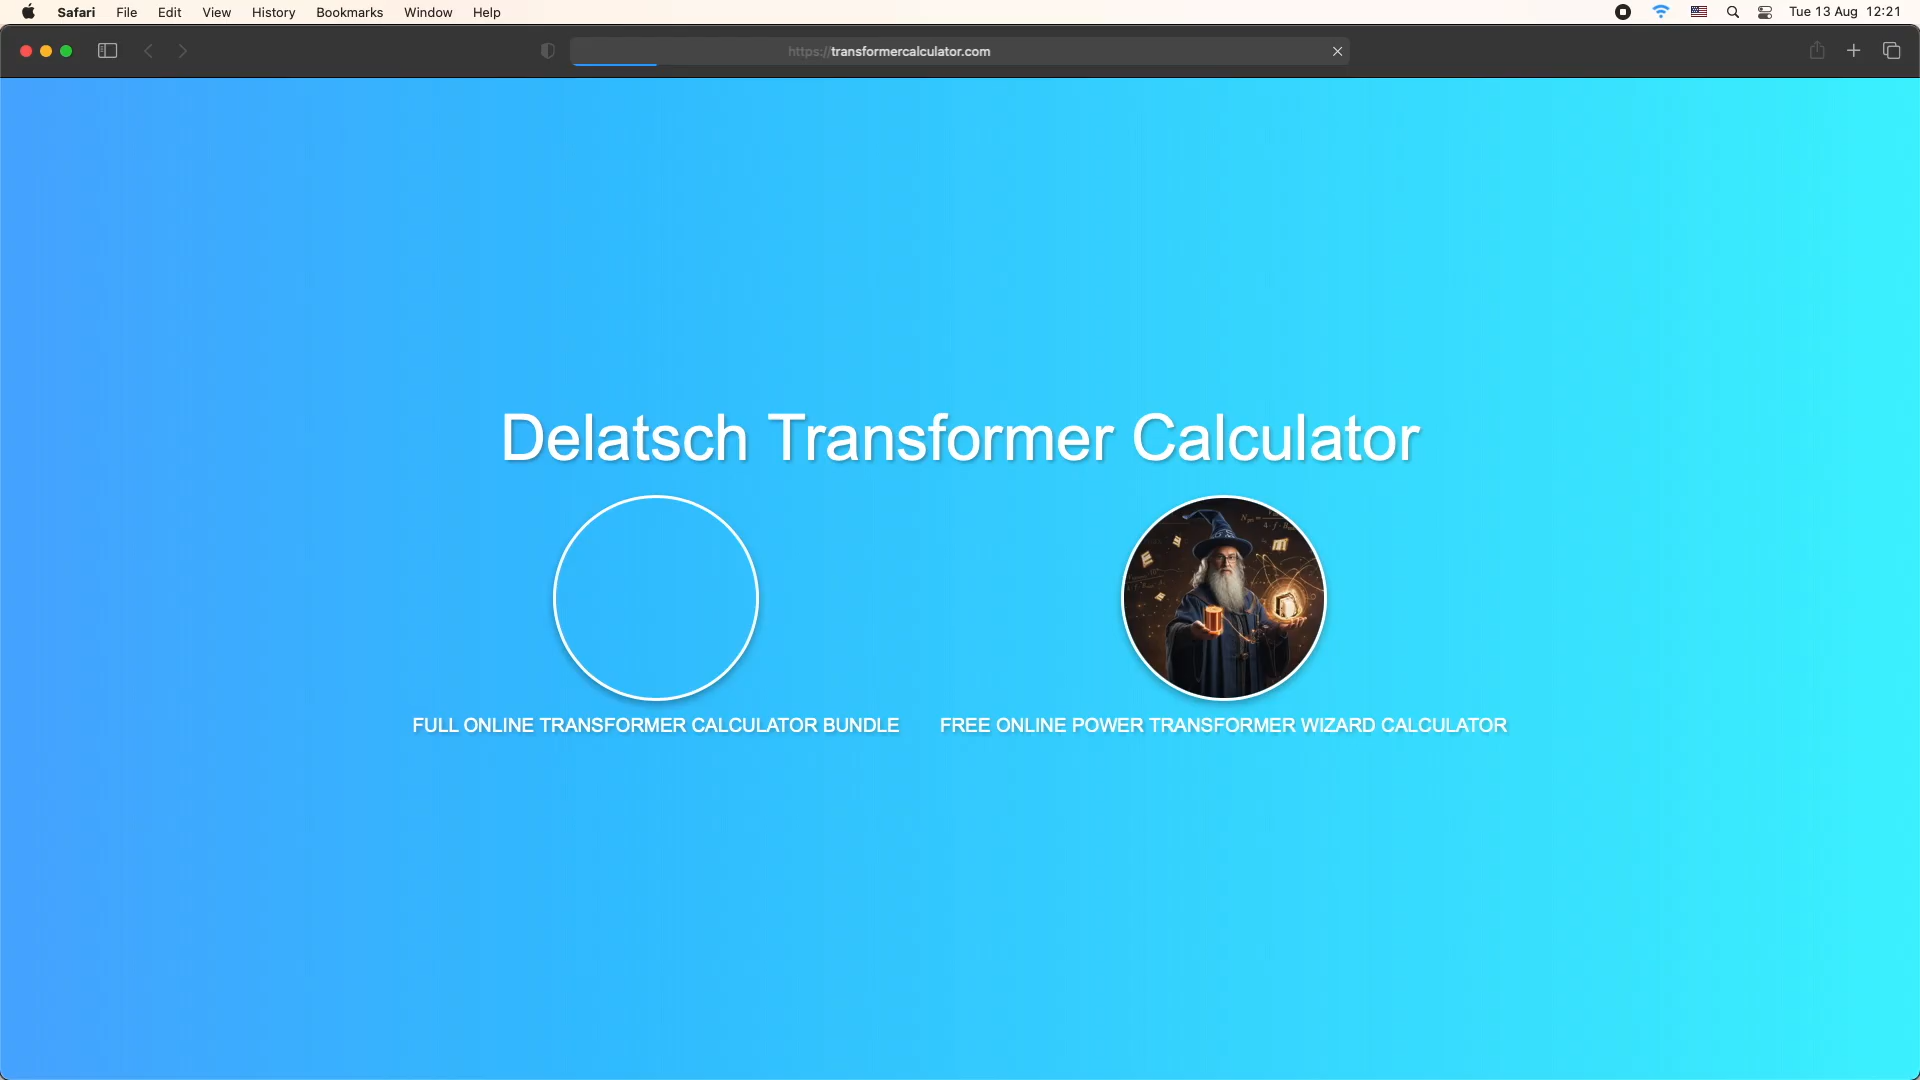 Safari File Edit View History Bookmarks Window Help Tue 13 Aug 12:21
https://transformercalculator.com
Delatsch Transformer Calculator
FULL ONLINE TRANSFORMER CALCULATOR BUNDLE
FREE ONLINE POWER TRANSFORMER WIZARD CALCULATOR